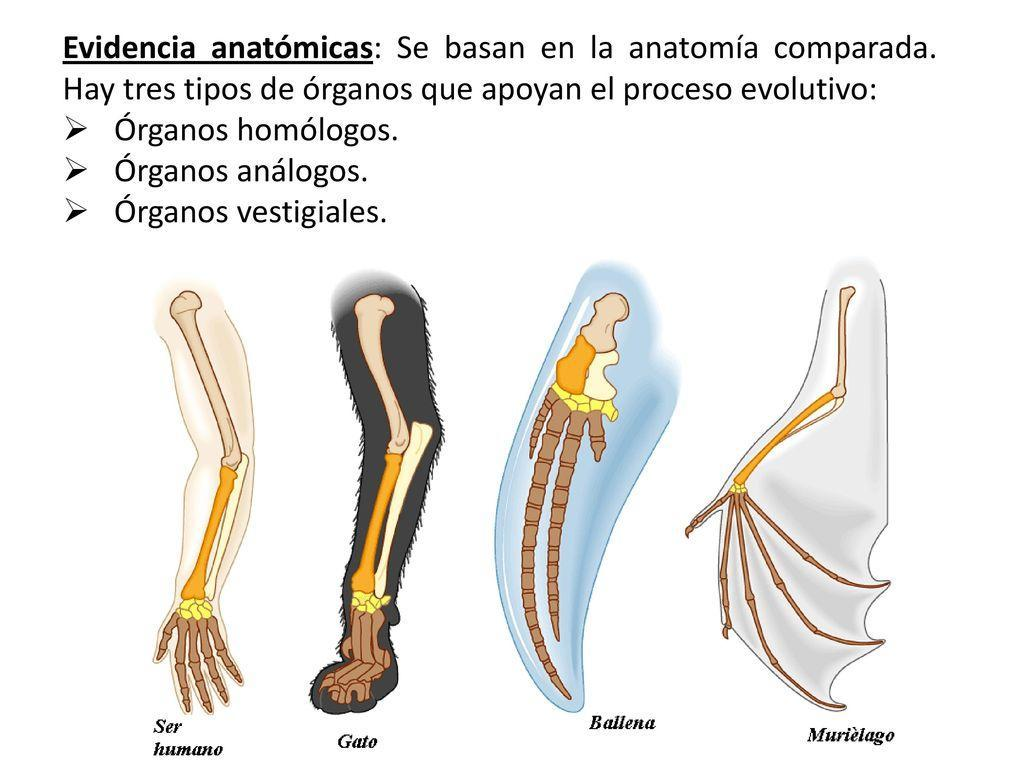 Evidencia anatómicas: Se basan en la anatomía comparada.
Hay tres tipos de órganos que apoyan el proceso evolutivo:
➢ Órganos homólogos.
➢ Órganos análogos.
➢ Órganos vestigiales.
Ser
humano
Gato
Ballena
Murièlago